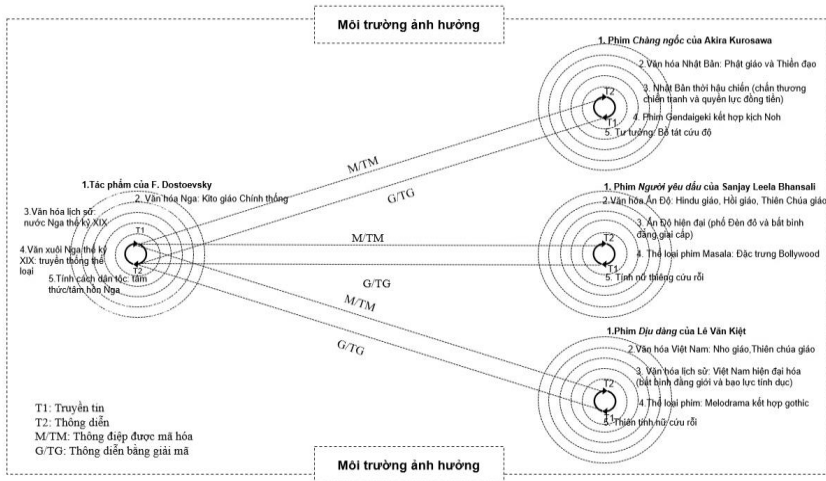 Môi trường ảnh hưởng
1. Phim Chàng ngốc của Akira Kurosawa
2.Văn hóa Nhật Bản: Phật giáo và Thiền đạo
3. Nhật Bản thời hậu chiến (chấn thương
chiến tranh và quyền lực đồng tiền)
4. Phim Gendaigeki kết hợp kịch Noh
5. Tư tưởng: Bồ tát cứu độ
T2
T1
M/TM
G/TG
1.Tác phẩm của F. Dostoevsky
2. Văn hóa Nga: Kito giáo Chính thống
3.Văn hóa lịch sử:
nước Nga thế kỷ XIX
4.Văn xuôi Nga thế kỷ
XIX: truyền thống thể
loại
5.Tính cách dân tộc: tâm
thức/tâm hồn Nga
T1
T2
M/TM
G/TG
1. Phim Người yêu dấu của Sanjay Leela Bhansali
2.Văn hóa Ấn Độ: Hindu giáo, Hồi giáo, Thiên Chúa giáo
3. Ấn Độ hiện đại (phố Đèn đỏ và bất bình
đẳng giai cấp)
4. Thể loại phim Masala: Đặc trưng Bollywood
5. Tính nữ thiêng cứu rỗi
T2
T1
M/TM
G/TG
1.Phim Dịu dàng của Lê Văn Kiệt
2.Văn hóa Việt Nam: Nho giáo,Thiên chúa giáo
3. Văn hóa lịch sử: Việt Nam hiện đại hóa
(bất bình đẳng giới và bạo lực tính dục)
4.Thể loại phim: Melodrama kết hợp gothic
5. Thiên tính nữ cứu rỗi
T2
T1
T1: Truyền tin
T2: Thông diễn
M/TM: Thông điệp được mã hóa
G/TG: Thông diễn bằng giải mã
Môi trường ảnh hưởng